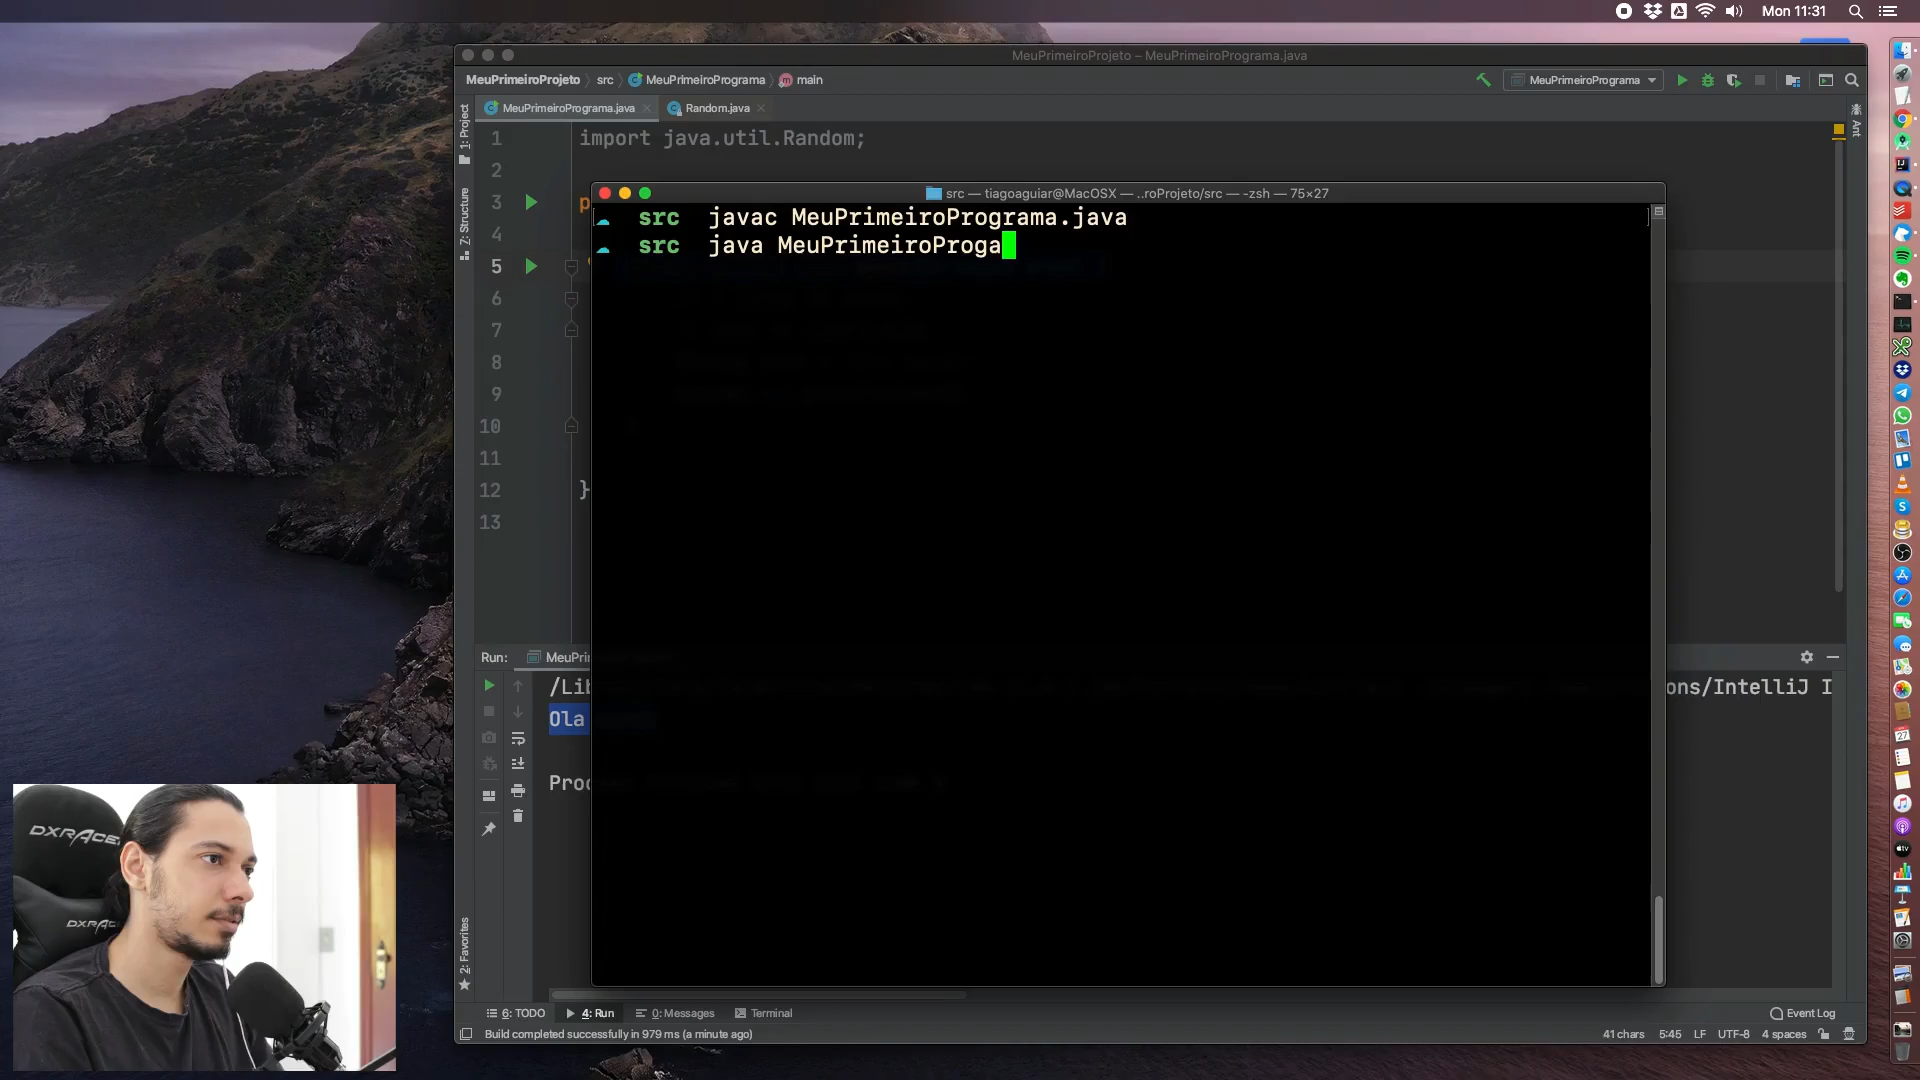 Mon 11:31
MeuPrimeiroProjeto – MeuPrimeiroPrograma.java
MeuPrimeiroProjeto src MeuPrimeiroPrograma main
MeuPrimeiroPrograma
MeuPrimeiroPrograma.java Random.java
1: Project
Z: Structure
2: Favorites
Ant
1 import java.util.Random;
2
3 p
4
5
6
7
8
9
10
11
12 }
13
src — tiagoaguiar@MacOSX — ..roProjeto/src — -zsh — 75×27
src javac MeuPrimeiroPrograma.java
src java MeuPrimeiroProga
Run: MeuPri
/Lib ons/IntelliJ I
Ola
Proc
6: TODO 4: Run 0: Messages Terminal
Event Log
Build completed successfully in 979 ms (a minute ago)
41 chars 5:45 LF UTF-8 4 spaces
DXRACER
DXRA